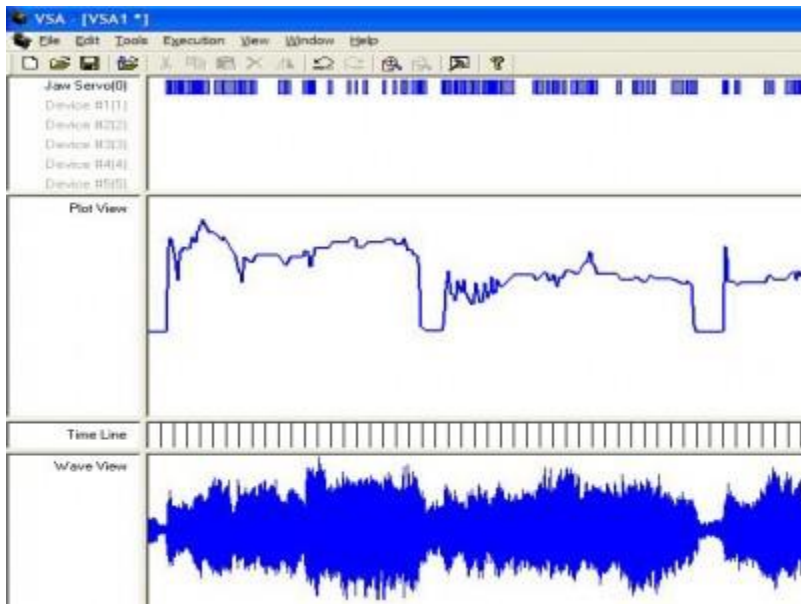 VSA - [VSA1 *]
File Edit Tools Execution View Window Help
Jaw Servo(0)
Device #1(1)
Device #2(2)
Device #3(3)
Device #4(4)
Device #5(5)
Plot View
Time Line
Wave View